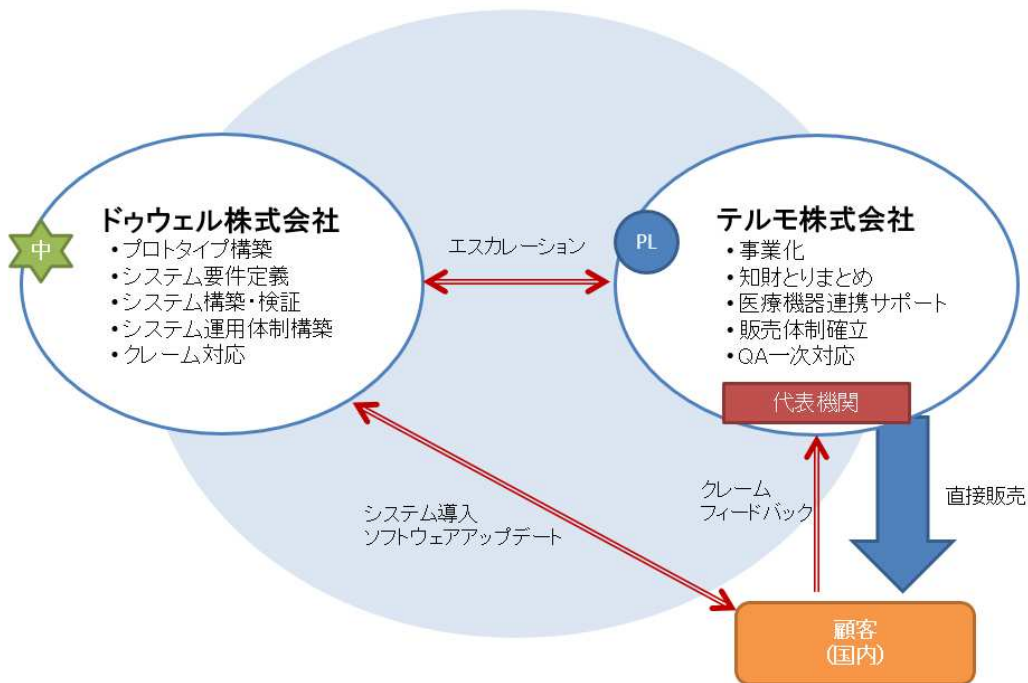 中
ドゥウェル株式会社
•プロトタイプ構築
•システム要件定義
•システム構築・検証
•システム運用体制構築
•クレーム対応
エスカレーション
PL
テルモ株式会社
•事業化
•知財とりまとめ
•医療機器連携サポート
•販売体制確立
•QA一次対応
代表機関
システム導入
ソフトウェアアップデート
クレーム
フィードバック
直接販売
顧客
(国内)